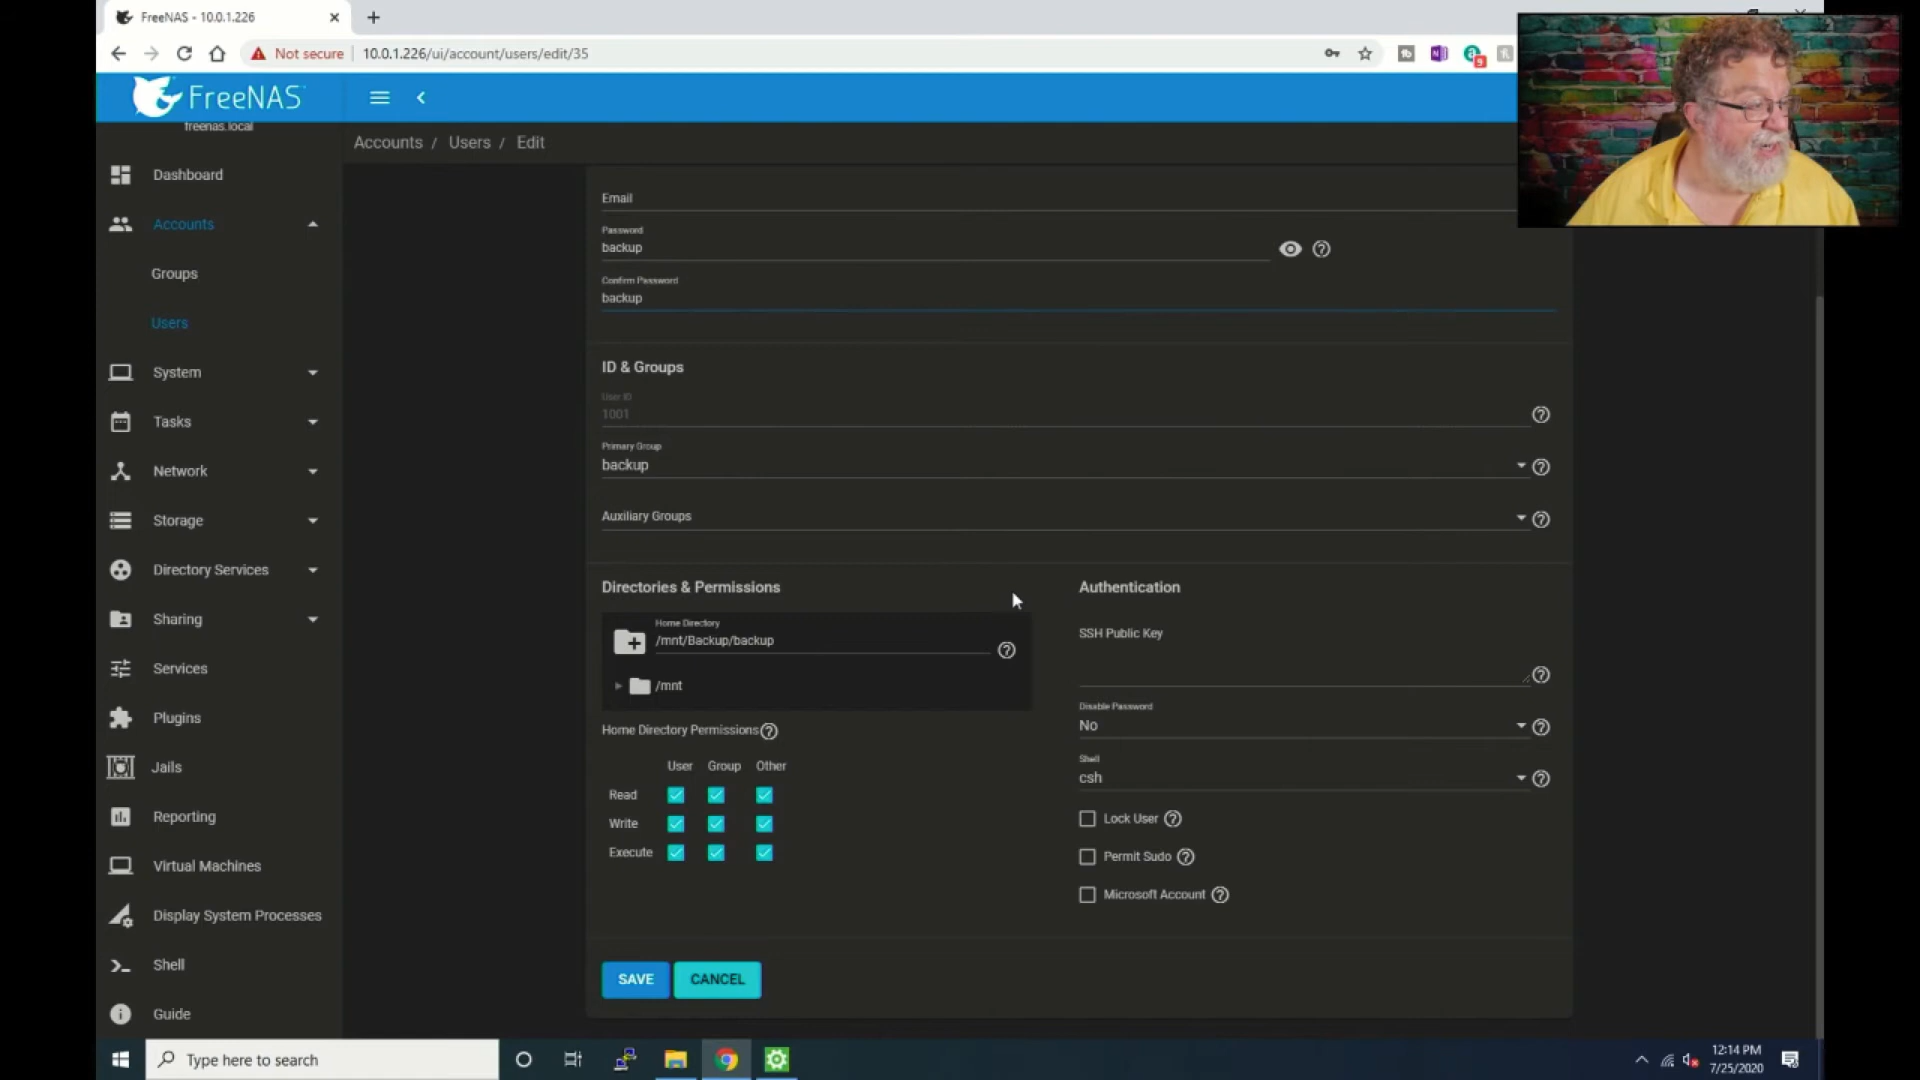 FreeNAS - 10.0.1.226
Not secure
10.0.1.226/ui/account/users/edit/35
9
FreeNAS
freenas.local
Accounts / Users / Edit
Dashboard
Accounts
Groups
Users
System
Tasks
Network
Storage
Directory Services
Sharing
Services
Plugins
Jails
Reporting
Virtual Machines
Display System Processes
Shell
Guide
Email
Password
backup
Confirm Password
backup
ID & Groups
User ID
1001
Primary Group
backup
Auxiliary Groups
Directories & Permissions
Home Directory
/mnt/Backup/backup
/mnt
Home Directory Permissions
User Group Other
Read
Write
Execute
Authentication
SSH Public Key
Disable Password
No
Shell
csh
Lock User
Permit Sudo
Microsoft Account
SAVE
CANCEL
Type here to search
12:14 PM
7/25/2020